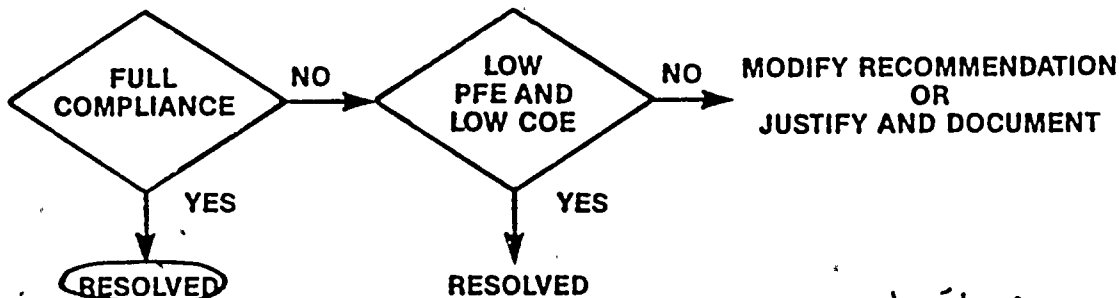 FULL
COMPLIANCE
NO
LOW
PFE AND
LOW COE
NO
MODIFY RECOMMENDATION
OR
JUSTIFY AND DOCUMENT
YES
YES
RESOLVED
RESOLVED